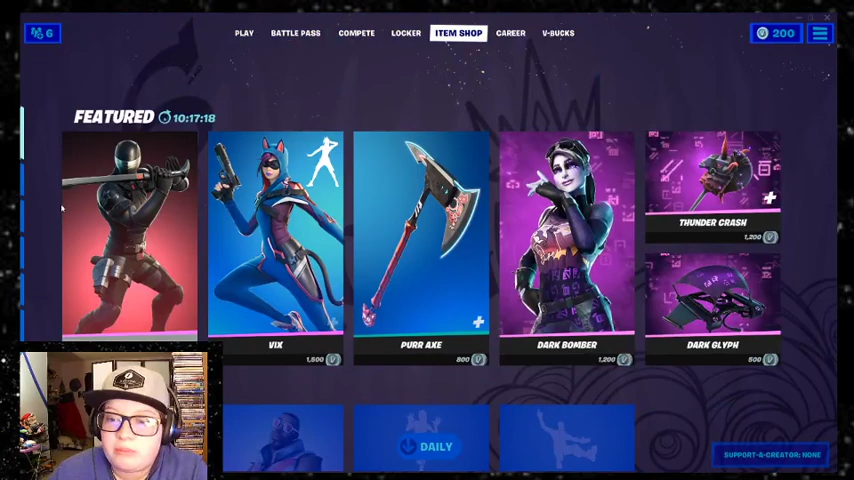 6
PLAY
BATTLE PASS
COMPETE
LOCKER
ITEM SHOP
CAREER
V-BUCKS
200
FEATURED 10:17:18
THUNDER CRASH
1,200
VIX
1,500
PURR AXE
800
DARK BOMBER
1,200
DARK GLYPH
500
DAILY
SUPPORT-A-CREATOR: NONE